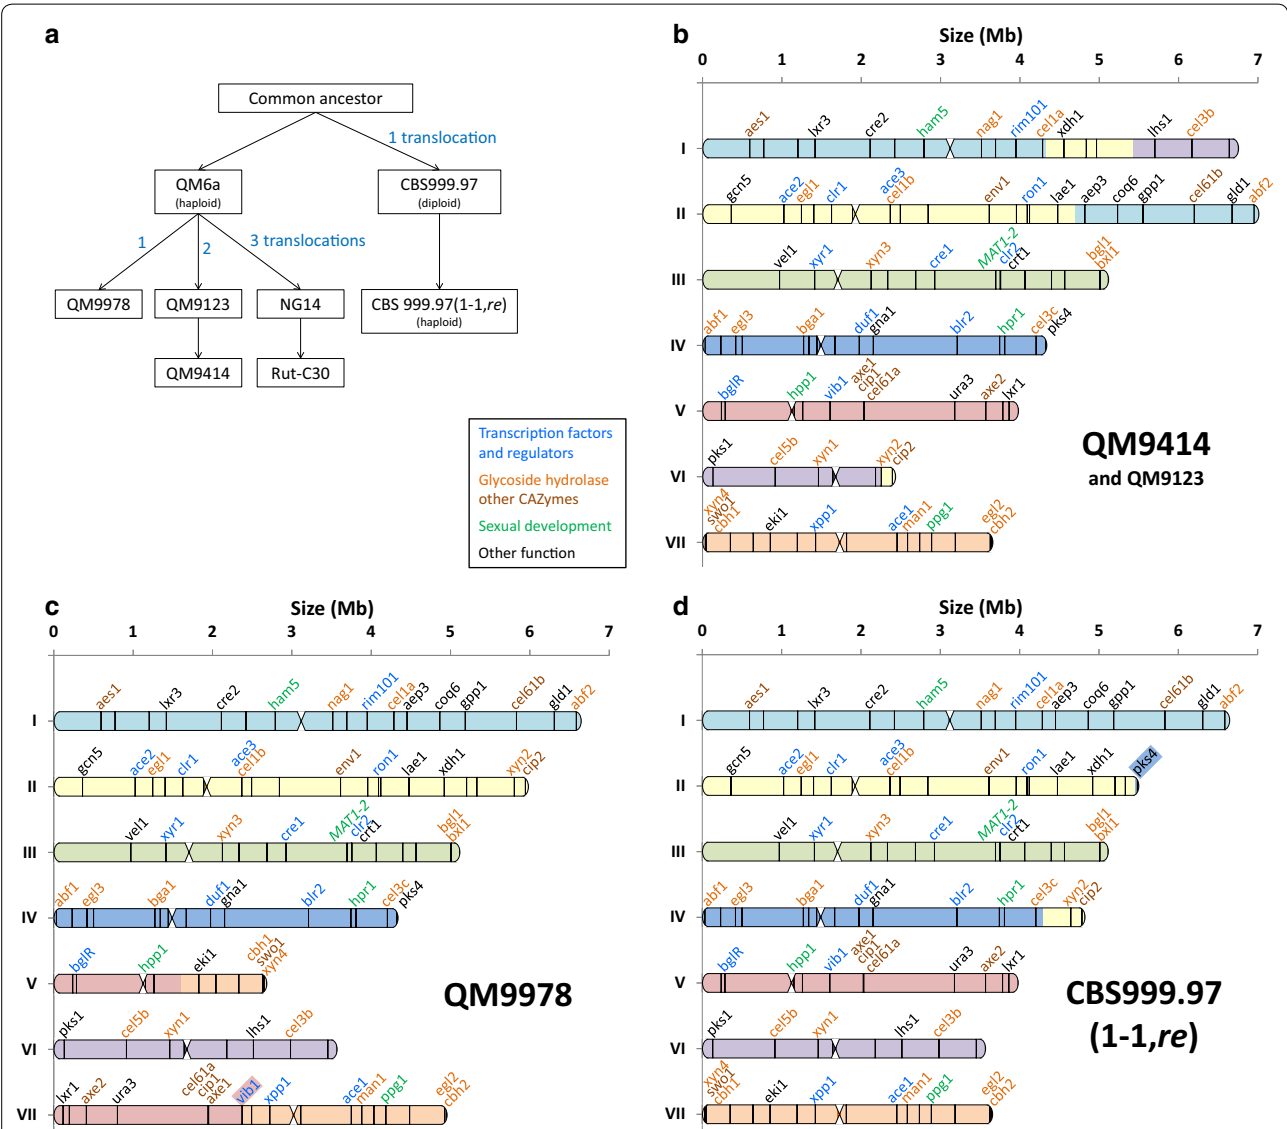 a
Common ancestor
1 translocation
QM6a
(haploid)
CBS999.97
(diploid)
1
2
3 translocations
QM9978
QM9123
NG14
CBS 999.97(1-1,re)
(haploid)
QM9414
Rut-C30
Transcription factors
and regulators
Glycoside hydrolase
other CAZymes
Sexual development
Other function
b
Size (Mb)
0 1 2 3 4 5 6 7
aes1 lxr3 cre2 ham5 nag1 rim101 cel1a xdh1 lhs1 cel3b
I
gcn5 ace2 egl1 clr1 ace3 cel1b env1 ron1 lae1 aep3 coq6 gpp1 cel61b gld1 abf2
II
vel1 xyr1 xyn3 cre1 MAT1-2 clr2 crt1 bgl1 bxl1
III
abf1 egl3 bga1 duf1 gna1 blr2 hpr1 cel3c pks4
IV
bglR hpp1 vib1 axe1 cip1 cel61a ura3 axe2 lxr1
V
pks1 cel5b xyn1 xyn2 cip2
VI
xyn4 swo1 cbh1 eki1 xpp1 ace1 man1 ppg1 egl2 cbh2
VII
QM9414
and QM9123
c
Size (Mb)
0 1 2 3 4 5 6 7
aes1 lxr3 cre2 ham5 nag1 rim101 cel1a aep3 coq6 gpp1 cel61b gld1 abf2
I
gcn5 ace2 egl1 clr1 ace3 cel1b env1 ron1 lae1 xdh1 xyn2 cip2
II
vel1 xyr1 xyn3 cre1 MAT1-2 clr2 crt1 bgl1 bxl1
III
abf1 egl3 bga1 duf1 gna1 blr2 hpr1 cel3c pks4
IV
bglR hpp1 eki1 cbh1 swo1 xyn4
V
pks1 cel5b xyn1 lhs1 cel3b
VI
lxr1 axe2 ura3 cel61a cip1 axe1 vib1 xpp1 ace1 man1 ppg1 egl2 cbh2
VII
QM9978
d
Size (Mb)
0 1 2 3 4 5 6 7
aes1 lxr3 cre2 ham5 nag1 rim101 cel1a aep3 coq6 gpp1 cel61b gld1 abf2
I
gcn5 ace2 egl1 clr1 ace3 cel1b env1 ron1 lae1 xdh1 pks4
II
vel1 xyr1 xyn3 cre1 MAT1-2 clr2 crt1 bgl1 bxl1
III
abf1 egl3 bga1 duf1 gna1 blr2 hpr1 cel3c xyn2 cip2
IV
bglR hpp1 vib1 axe1 cip1 cel61a ura3 axe2 lxr1
V
pks1 cel5b xyn1 lhs1 cel3b
VI
xyn4 swo1 cbh1 eki1 xpp1 ace1 man1 ppg1 egl2 cbh2
VII
CBS999.97
(1-1,re)